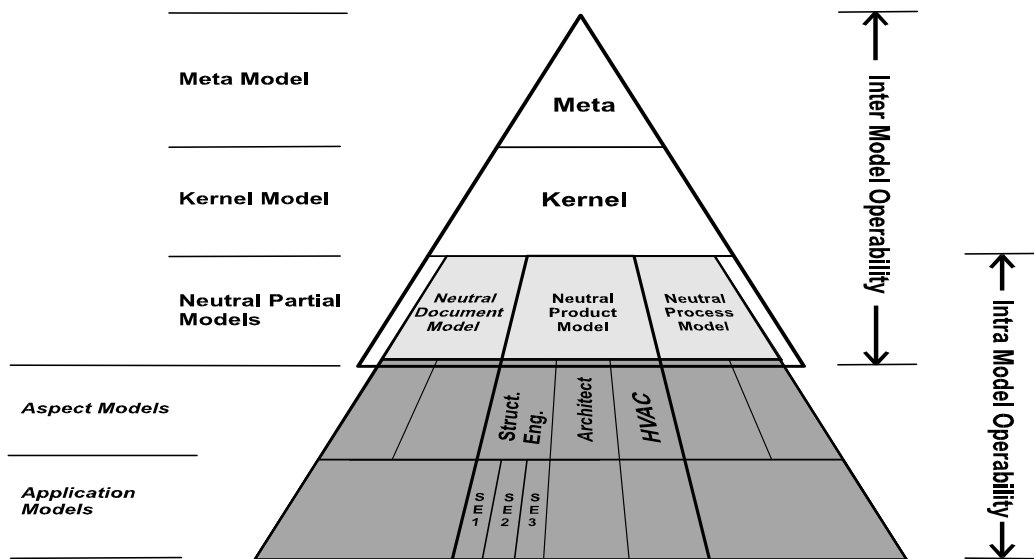 Meta Model
Meta
Kernel Model
Kernel
Neutral Partial
Models
Neutral
Document
Model
Neutral
Product
Model
Neutral
Process
Model
Aspect Models
Struct.
Eng.
Architect
HVAC
Application
Models
SE1
SE2
SE3
Inter Model Operability
Intra Model Operability